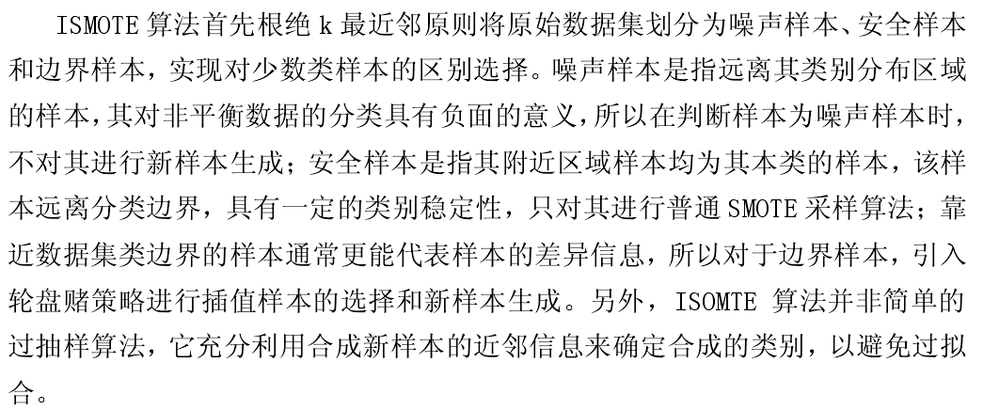 ISMOTE 算法首先根绝 k 最近邻原则将原始数据集划分为噪声样本、安全样本
和边界样本，实现对少数类样本的区别选择。噪声样本是指远离其类别分布区域
的样本，其对非平衡数据的分类具有负面的意义，所以在判断样本为噪声样本时，
不对其进行新样本生成；安全样本是指其附近区域样本均为其本类的样本，该样
本远离分类边界，具有一定的类别稳定性，只对其进行普通 SMOTE 采样算法；靠
近数据集类边界的样本通常更能代表样本的差异信息，所以对于边界样本，引入
轮盘赌策略进行插值样本的选择和新样本生成。另外，ISOMTE 算法并非简单的
过抽样算法，它充分利用合成新样本的近邻信息来确定合成的类别，以避免过拟
合。